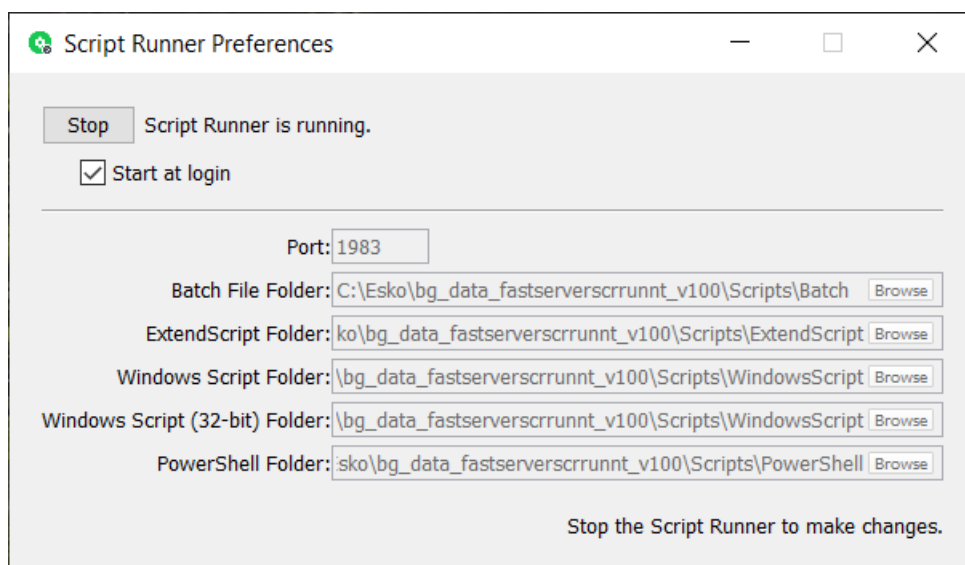 Script Runner Preferences
Stop Script Runner is running.
Start at login
Port: 1983
Batch File Folder: C:\Esko\bg_data_fastserverscrrunnt_v100\Scripts\Batch Browse
ExtendScript Folder: ko\bg_data_fastserverscrrunnt_v100\Scripts\ExtendScript Browse
Windows Script Folder: \bg_data_fastserverscrrunnt_v100\Scripts\WindowsScript Browse
Windows Script (32-bit) Folder: \bg_data_fastserverscrrunnt_v100\Scripts\WindowsScript Browse
PowerShell Folder: sko\bg_data_fastserverscrrunnt_v100\Scripts\PowerShell Browse
Stop the Script Runner to make changes.